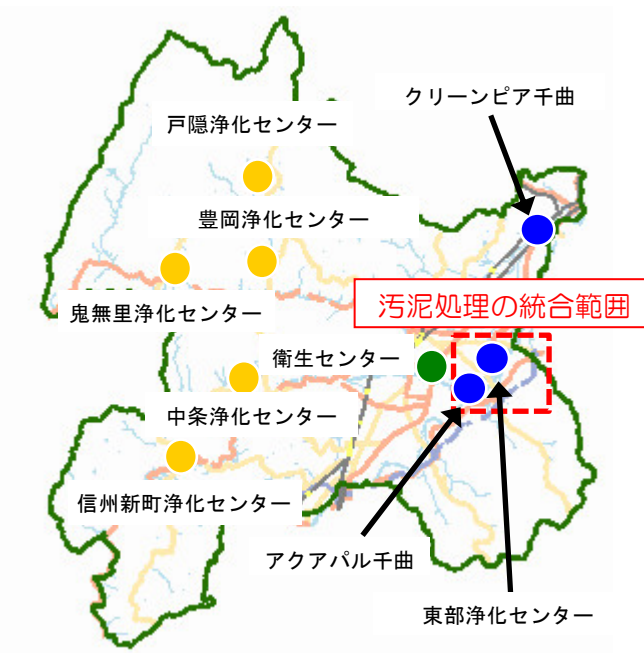 クリーンピア千曲
戸隠浄化センター
豊岡浄化センター
鬼無里浄化センター
汚泥処理の統合範囲
衛生センター
中条浄化センター
信州新町浄化センター
アクアパル千曲
東部浄化センター